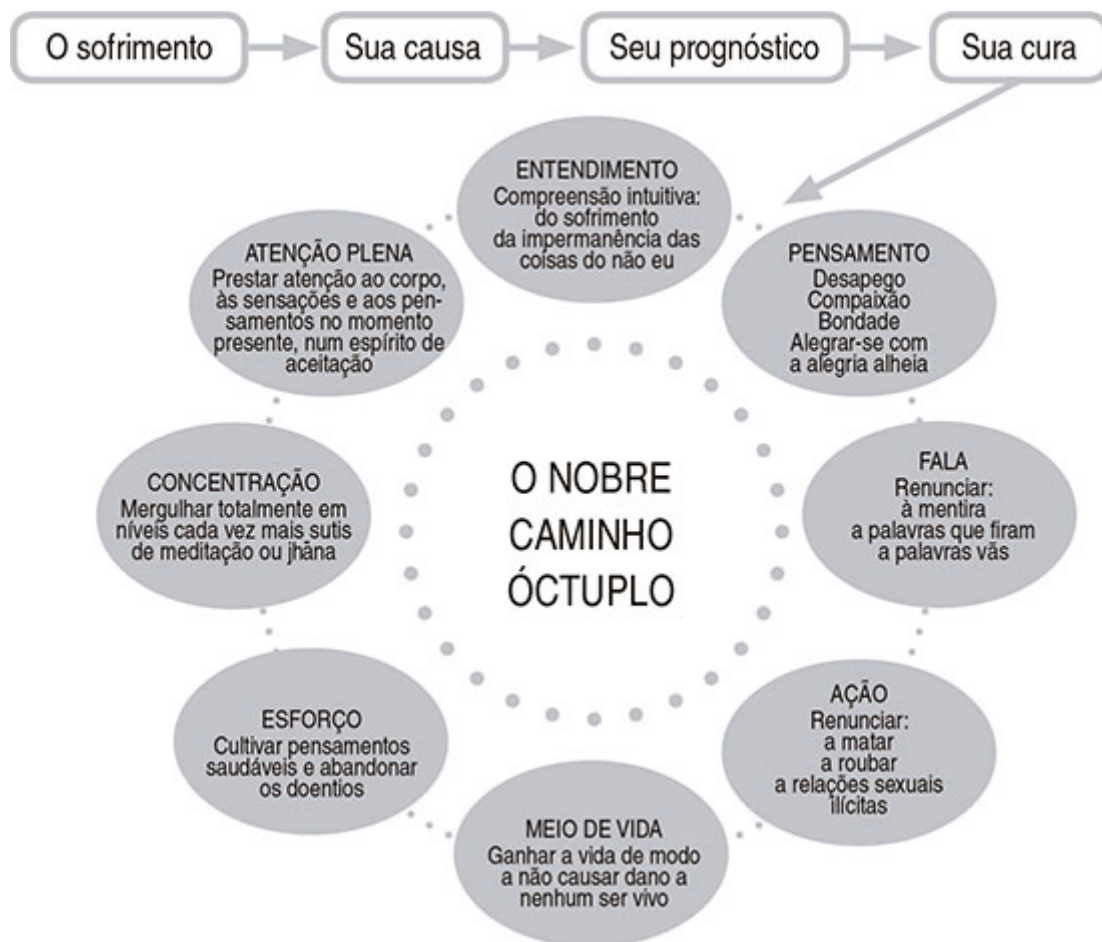 O sofrimento
Sua causa
Seu prognóstico
Sua cura
ENTENDIMENTO
Compreensão intuitiva:
do sofrimento
da impermanência das
coisas do não eu
PENSAMENTO
Desapego
Compaixão
Bondade
Alegrar-se com
a alegria alheia
FALA
Renunciar:
à mentira
a palavras que firam
a palavras vãs
AÇÃO
Renunciar:
a matar
a roubar
a relações sexuais
ilícitas
MEIO DE VIDA
Ganhar a vida de modo
a não causar dano a
nenhum ser vivo
ESFORÇO
Cultivar pensamentos
saudáveis e abandonar
os doentios
CONCENTRAÇÃO
Mergulhar totalmente em
níveis cada vez mais sutis
de meditação ou jhāna
ATENÇÃO PLENA
Prestar atenção ao corpo,
às sensações e aos pen-
samentos no momento
presente, num espírito de
aceitação
O NOBRE
CAMINHO
ÓCTUPLO